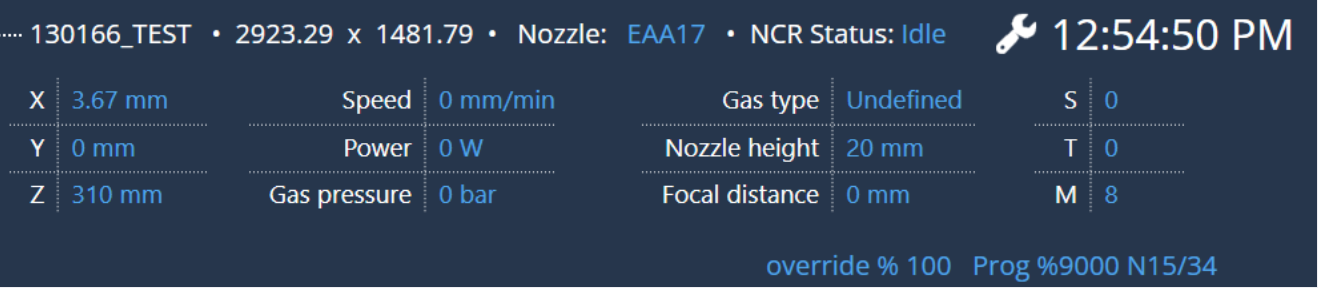 130166_TEST • 2923.29 x 1481.79 • Nozzle: EAA17 • NCR Status: Idle 12:54:50 PM
X 3.67 mm Speed 0 mm/min Gas type Undefined S 0
Y 0 mm Power 0 W Nozzle height 20 mm T 0
Z 310 mm Gas pressure 0 bar Focal distance 0 mm M 8
override % 100 Prog %9000 N15/34